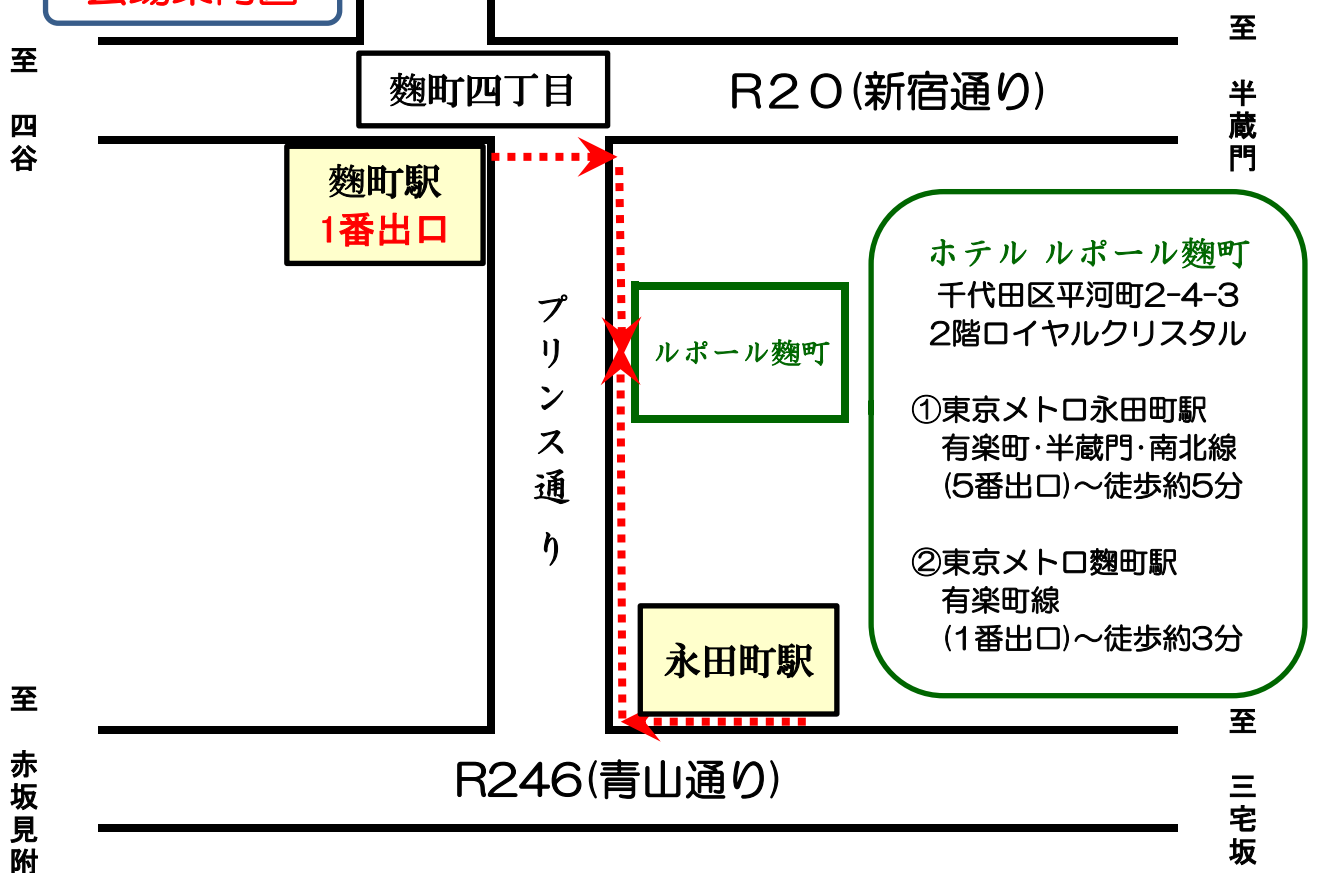 至 四谷
至 半蔵門
麴町四丁目
R20(新宿通り)
麴町駅
1番出口
プリンス通り
ルポール麴町
ホテル ルポール麴町
千代田区平河町2-4-3
2階ロイヤルクリスタル
①東京メトロ永田町駅
有楽町･半蔵門･南北線
(5番出口)～徒歩約5分
②東京メトロ麴町駅
有楽町線
(1番出口)～徒歩約3分
永田町駅
R246(青山通り)
至 赤坂見附
至 三宅坂